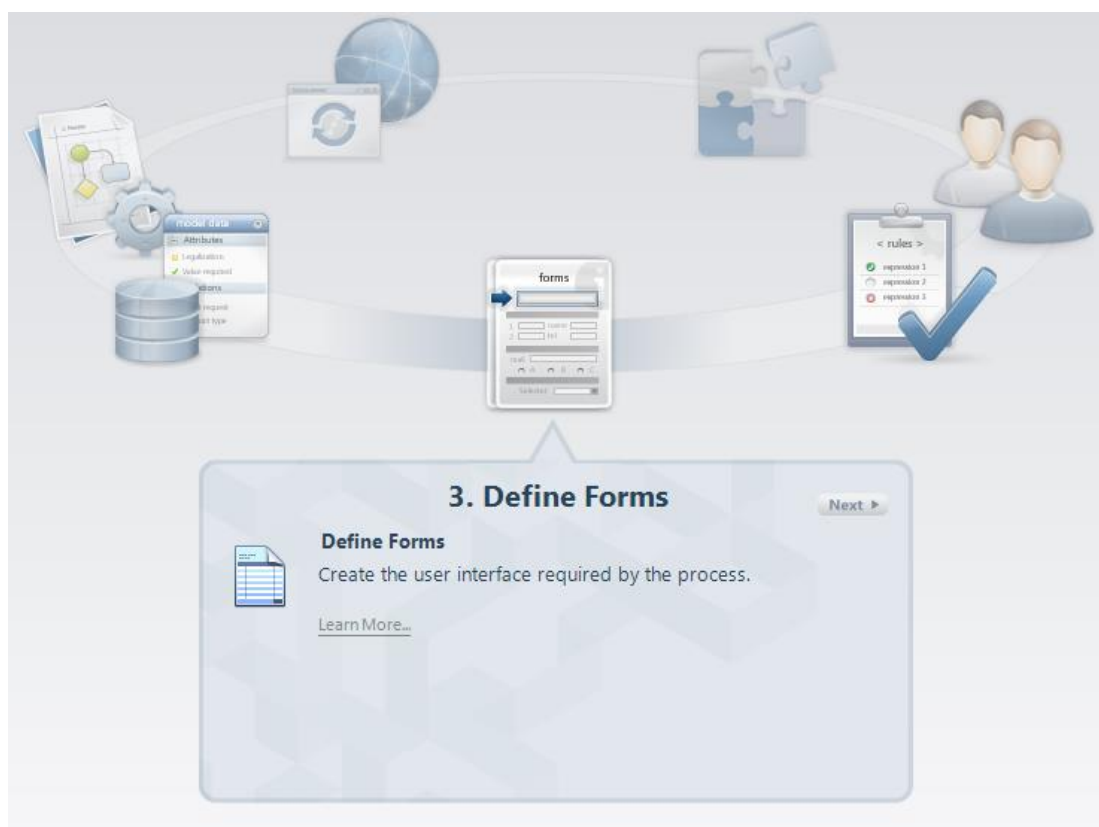 model data
Attributes
Legalization
Value required
forms
< rules >
expression 1
expression 2
expression 3
3. Define Forms
Next
Define Forms
Create the user interface required by the process.
Learn More...